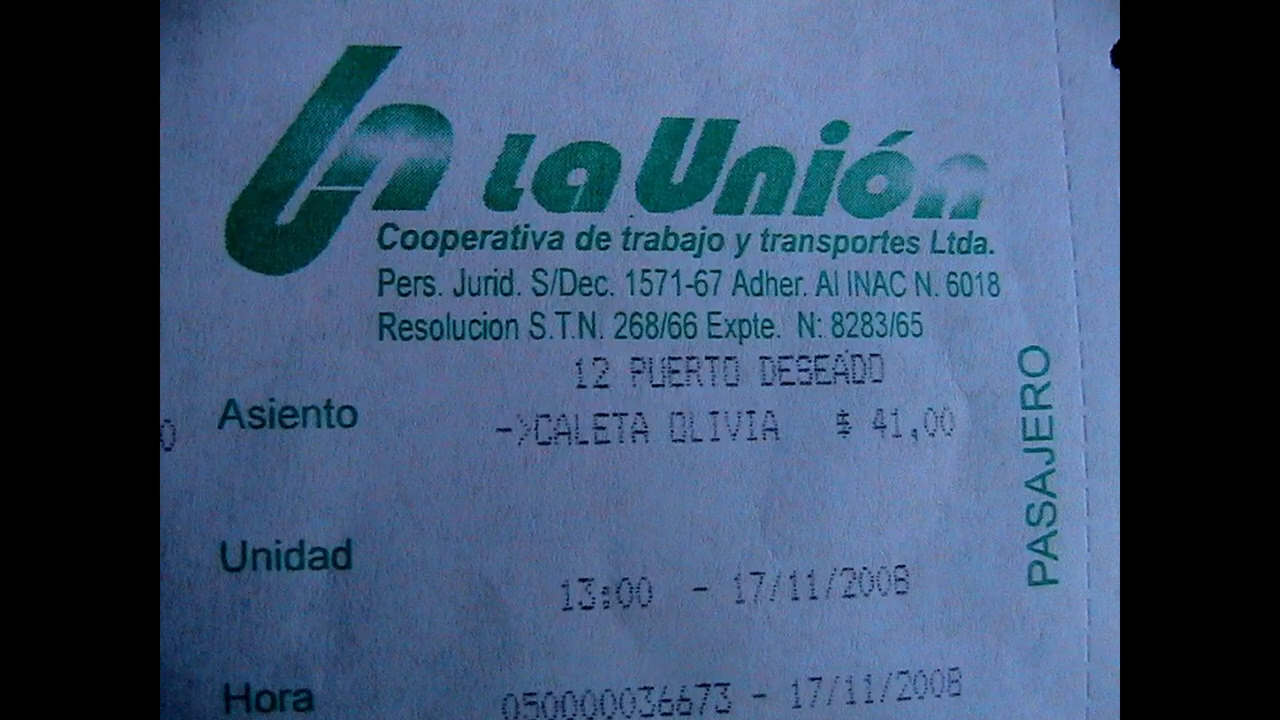 La Unión
Cooperativa de trabajo y transportes Ltda.
Pers. Jurid. S/Dec. 1571-67 Adher. Al INAC N. 6018
Resolucion S.T.N. 268/66 Expte. N: 8283/65
12 PUERTO DESEADO
Asiento ->CALETA OLIVIA $ 41,00
Unidad
13:00 - 17/11/2008
Hora 050000036673 - 17/11/2008
PASAJERO